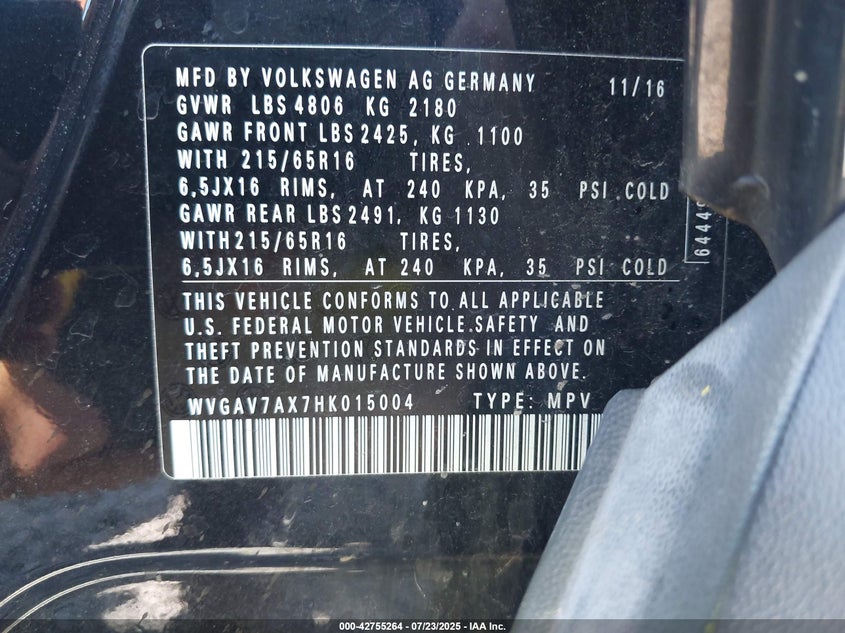 MFD BY VOLKSWAGEN AG GERMANY 11/16
GVWR LBS 4806 KG 2180
GAWR FRONT LBS 2425, KG 1100
WITH 215/65R16 TIRES,
6,5JX16 RIMS, AT 240 KPA, 35 PSI COLD
GAWR REAR LBS 2491, KG 1130
WITH 215/65R16 TIRES,
6,5JX16 RIMS, AT 240 KPA, 35 PSI COLD
THIS VEHICLE CONFORMS TO ALL APPLICABLE
U.S. FEDERAL MOTOR VEHICLE SAFETY AND
THEFT PREVENTION STANDARDS IN EFFECT ON
THE DATE OF MANUFACTURE SHOWN ABOVE.
WVGAV7AX7HK015004 TYPE: MPV
000-42755264 - 07/23/2025 - IAA Inc.